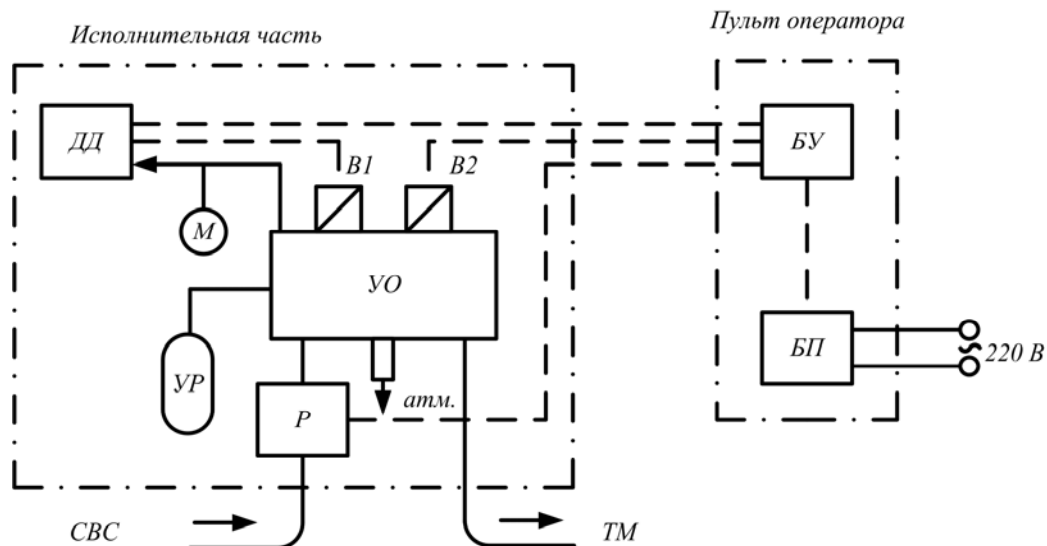 Исполнительная часть
Пульт оператора
ДД
БУ
В1
В2
М
УО
УР
БП
220 В
Р
атм.
СВС
ТМ